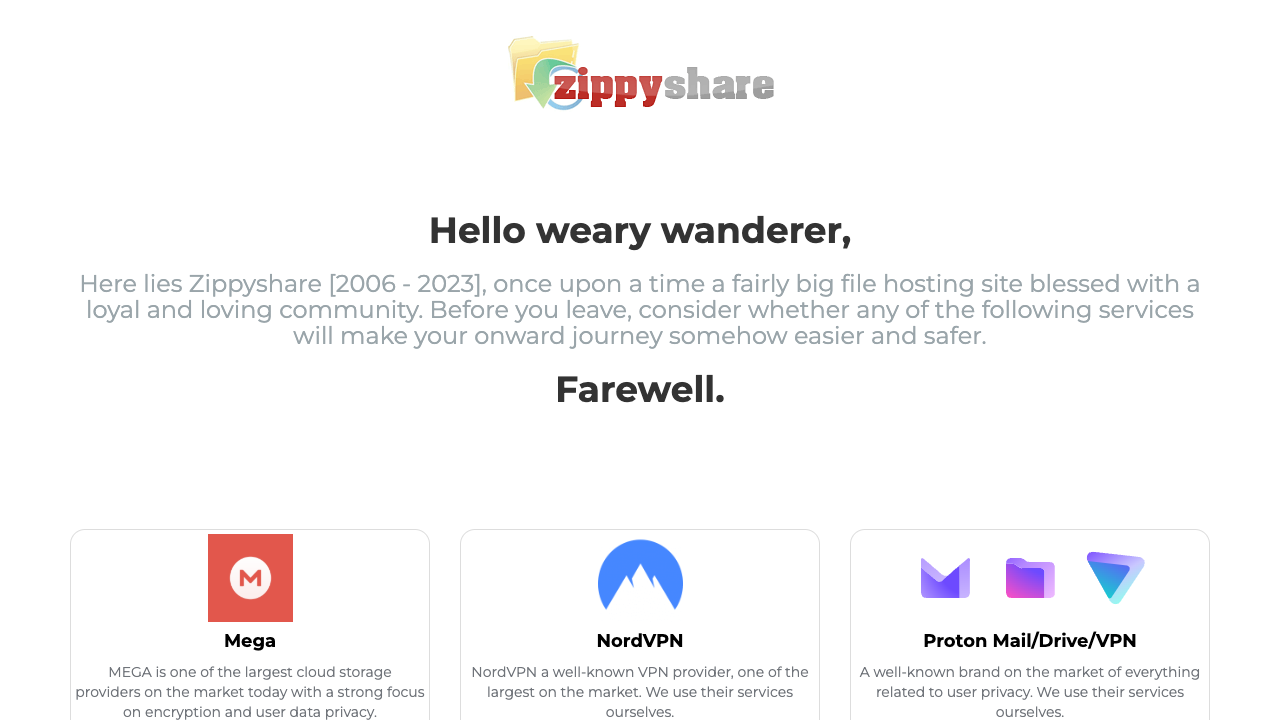 zippyshare
Hello weary wanderer,
Here lies Zippyshare [2006 - 2023], once upon a time a fairly big file hosting site blessed with a
loyal and loving community. Before you leave, consider whether any of the following services
will make your onward journey somehow easier and safer.
Farewell.
Mega
MEGA is one of the largest cloud storage
providers on the market today with a strong focus
on encryption and user data privacy.
NordVPN
NordVPN a well-known VPN provider, one of the
largest on the market. We use their services
ourselves.
Proton Mail/Drive/VPN
A well-known brand on the market of everything
related to user privacy. We use their services
ourselves.